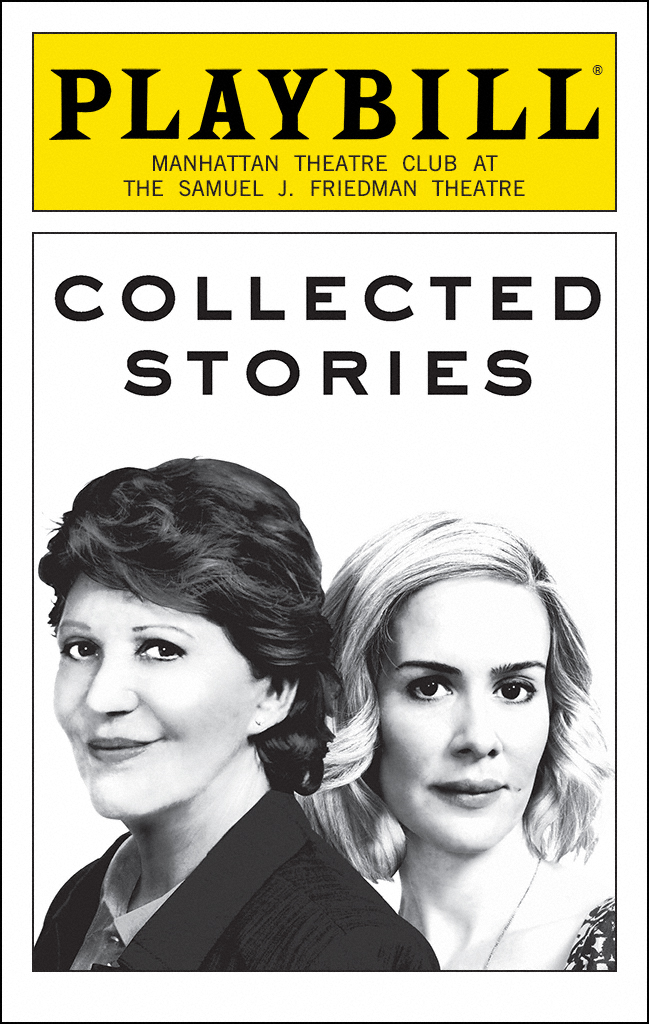 PLAYBILL®
MANHATTAN THEATRE CLUB AT
THE SAMUEL J. FRIEDMAN THEATRE
COLLECTED
STORIES